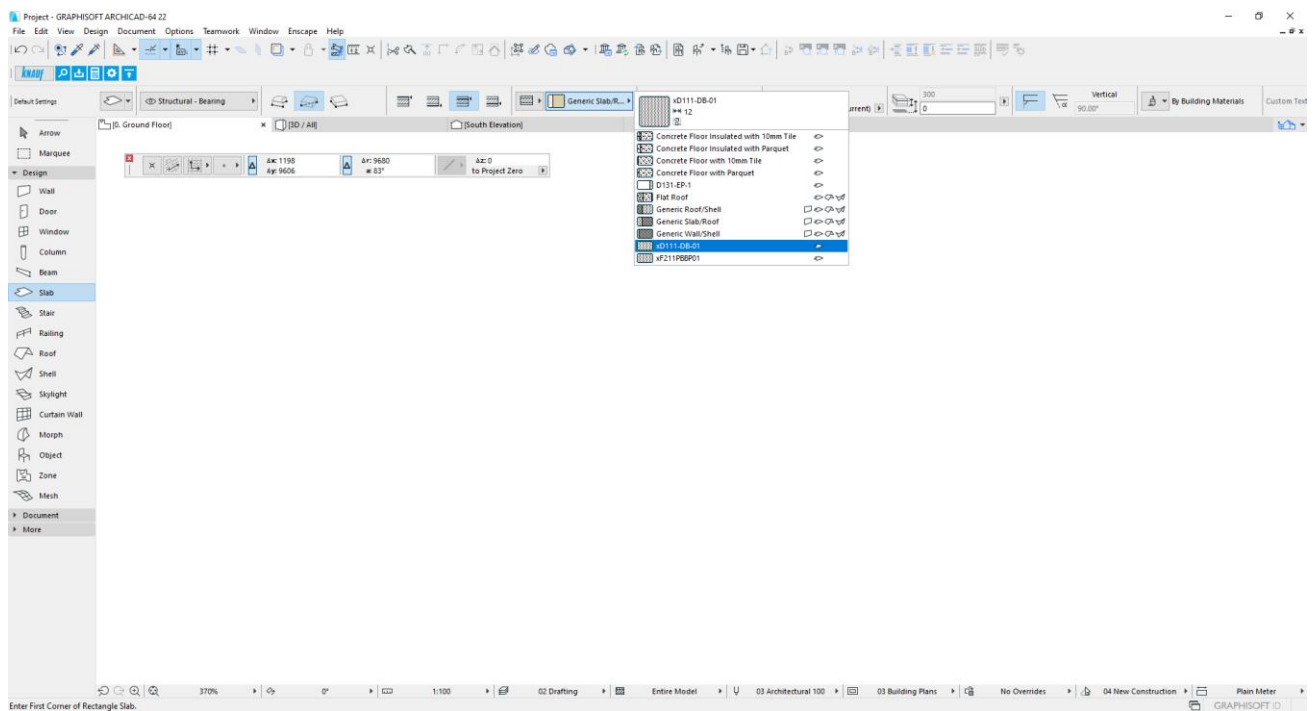 Project - GRAPHISOFT ARCHICAD-64 22
File Edit View Design Document Options Teamwork Window Enscape Help
KNAUF
Default Settings
Structural - Bearing
Generic Slab/R...
xD111-DB-01
12
urrent)
300
0
Vertical
90.00°
By Building Materials
Custom Text
[0. Ground Floor]
[3D / All]
[South Elevation]
Δx: 1198
Δy: 9606
Δr: 9680
α: 83°
Δz: 0
to Project Zero
Concrete Floor Insulated with 10mm Tile
Concrete Floor Insulated with Parquet
Concrete Floor with 10mm Tile
Concrete Floor with Parquet
D131-EP-1
Flat Roof
Generic Roof/Shell
Generic Slab/Roof
Generic Wall/Shell
xD111-DB-01
xF211PBBP01
Arrow
Marquee
Design
Wall
Door
Window
Column
Beam
Slab
Stair
Railing
Roof
Shell
Skylight
Curtain Wall
Morph
Object
Zone
Mesh
Document
More
370%
0°
1:100
02 Drafting
Entire Model
03 Architectural 100
03 Building Plans
No Overrides
04 New Construction
Plain Meter
Enter First Corner of Rectangle Slab.
GRAPHISOFT ID